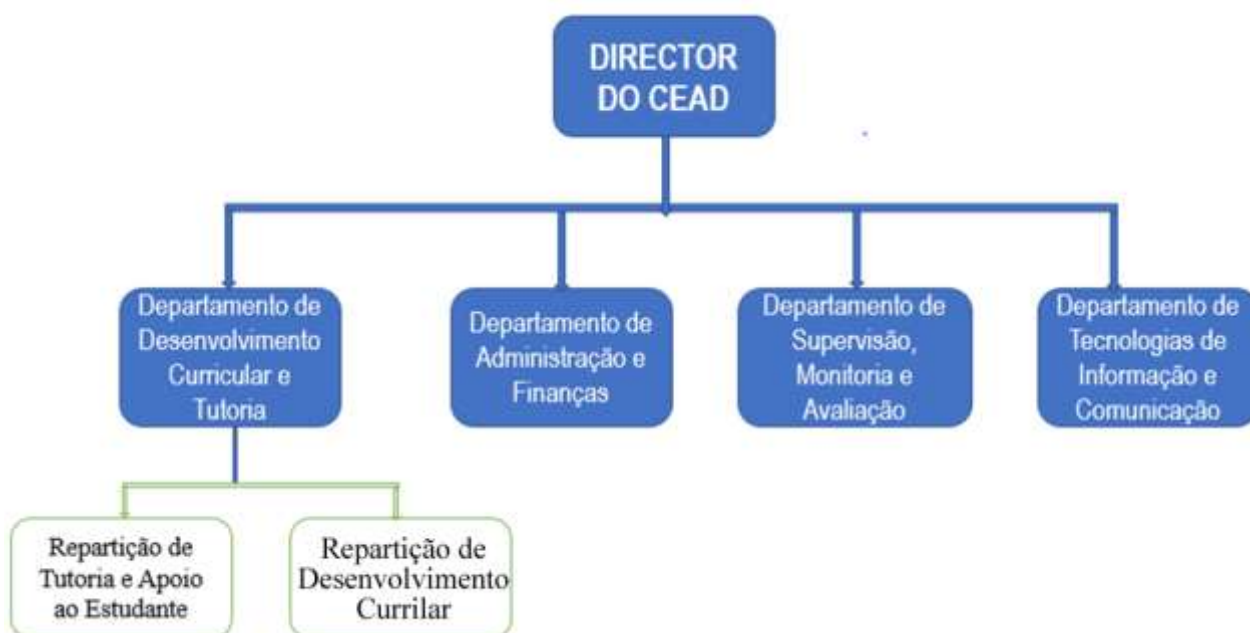 DIRECTOR
DO CEAD
Departamento de
Desenvolvimento
Curricular e
Tutoria
Departamento de
Administração e
Finanças
Departamento de
Supervisão,
Monitoria e
Avaliação
Departamento de
Tecnologias de
Informação e
Comunicação
Repartição de
Tutoria e Apoio
ao Estudante
Repartição de
Desenvolvimento
Currilar